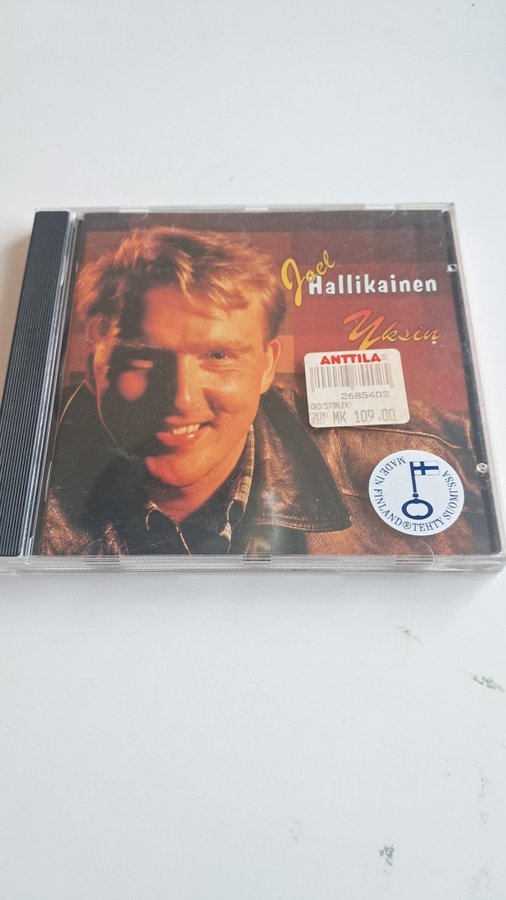 Joel
Hallikainen
Yksin
ANTTILA
2685402
MK 109.00
MADE IN FINLAND®TEHTY SUOMESSA